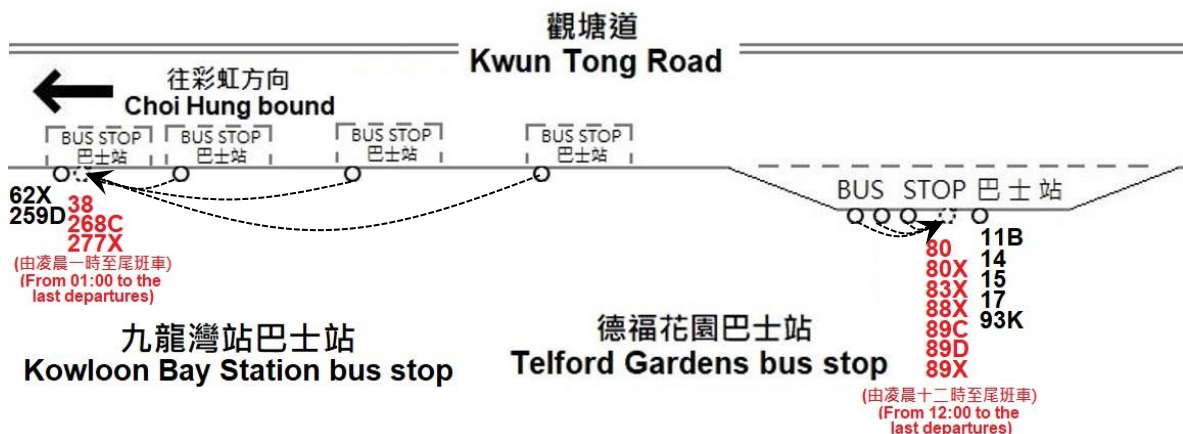 觀塘道
Kwun Tong Road
往彩虹方向
Choi Hung bound
BUS STOP
巴士站
BUS STOP
巴士站
BUS STOP
巴士站
BUS STOP
巴士站
BUS STOP 巴士站
62X
259D
38
268C
277X
(由凌晨一時至尾班車)
(From 01:00 to the
last departures)
80
80X
83X
88X
89C
89D
89X
(由凌晨十二時至尾班車)
(From 12:00 to the
last departures)
11B
14
15
17
93K
九龍灣站巴士站
Kowloon Bay Station bus stop
德福花園巴士站
Telford Gardens bus stop